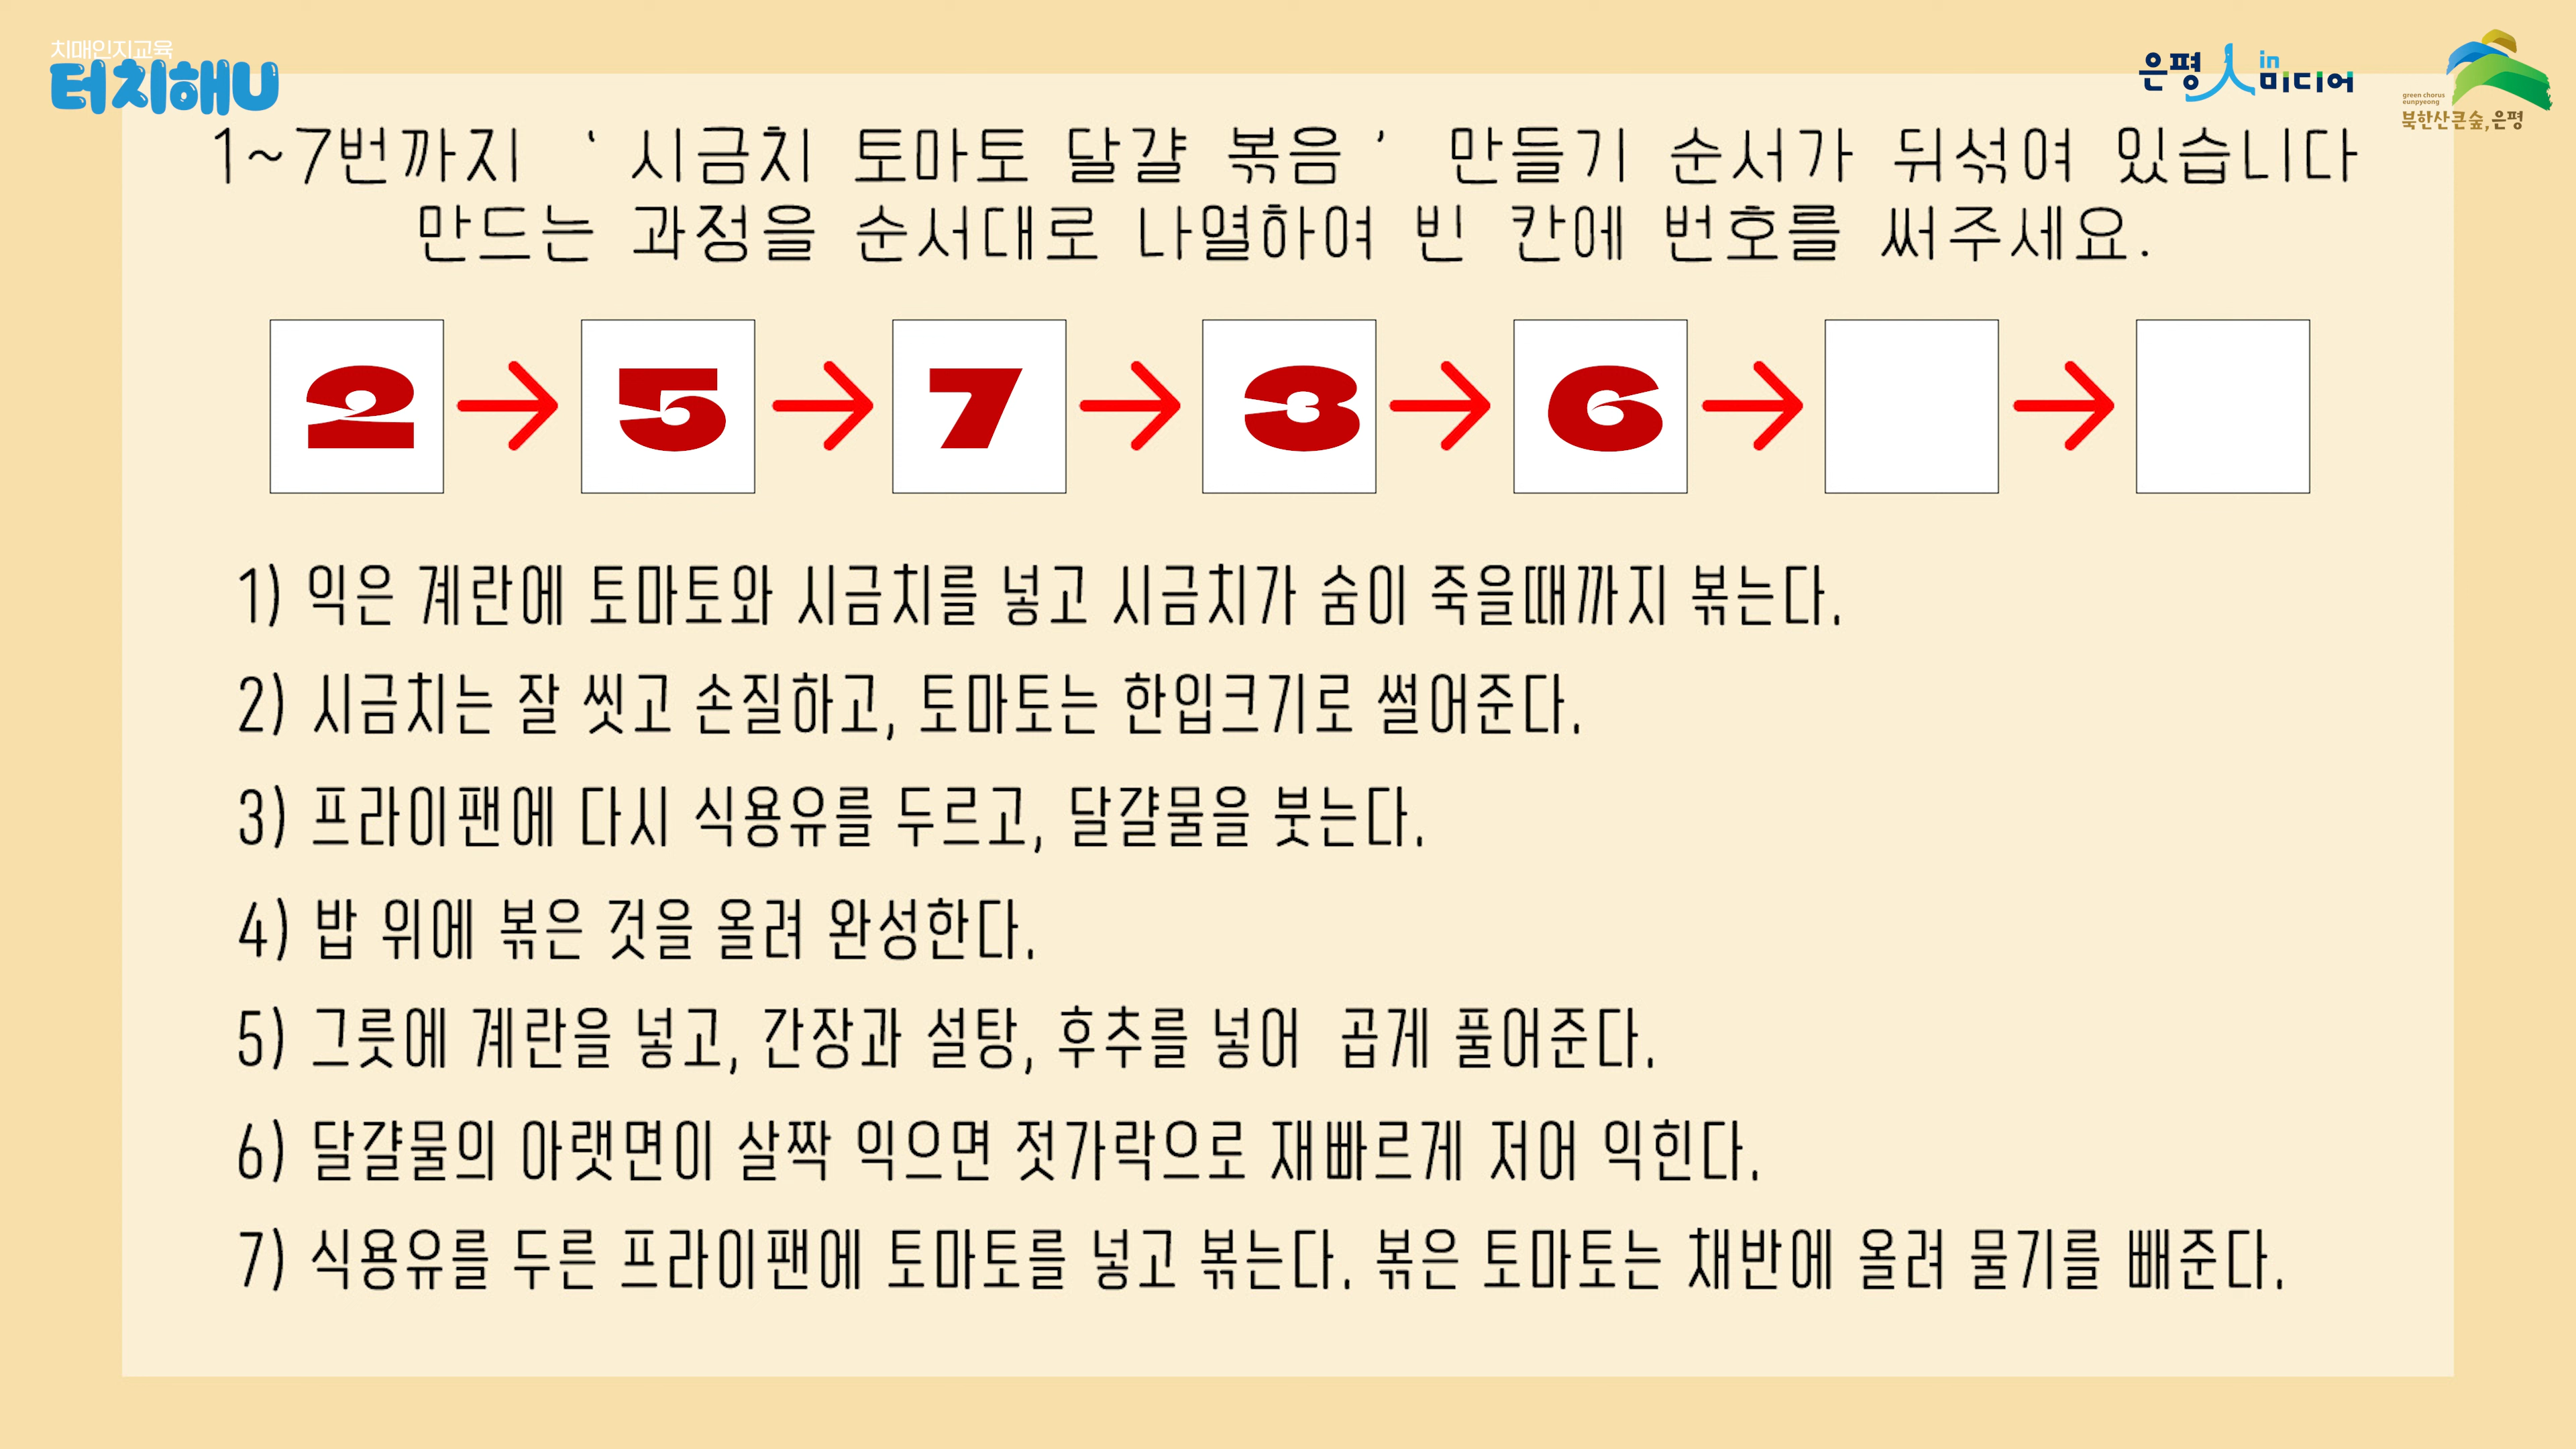 치매인지교육
터치해U
은평人in미디어
green chorus
eunpyeong
북한산큰숲, 은평
1~7번까지 ‘시금치 토마토 달걀 볶음’ 만들기 순서가 뒤섞여 있습니다
만드는 과정을 순서대로 나열하여 빈 칸에 번호를 써주세요.
2 → 5 → 7 → 3 → 6 → →
1) 익은 계란에 토마토와 시금치를 넣고 시금치가 숨이 죽을때까지 볶는다.
2) 시금치는 잘 씻고 손질하고, 토마토는 한입크기로 썰어준다.
3) 프라이팬에 다시 식용유를 두르고, 달걀물을 붓는다.
4) 밥 위에 볶은 것을 올려 완성한다.
5) 그릇에 계란을 넣고, 간장과 설탕, 후추를 넣어 곱게 풀어준다.
6) 달걀물의 아랫면이 살짝 익으면 젓가락으로 재빠르게 저어 익힌다.
7) 식용유를 두른 프라이팬에 토마토를 넣고 볶는다. 볶은 토마토는 채반에 올려 물기를 빼준다.